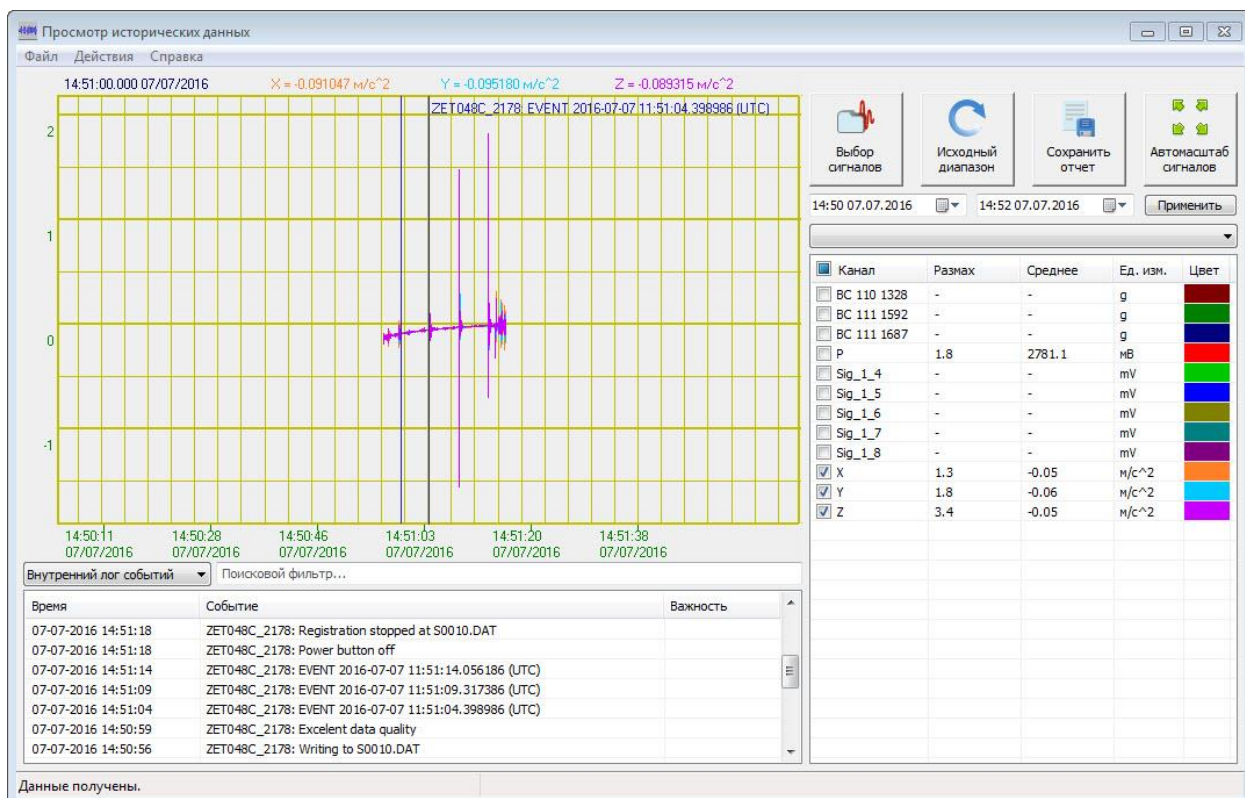 Просмотр исторических данных
Файл Действия Справка
14:51:00.000 07/07/2016 X = -0.091047 м/с^2 Y = -0.095180 м/с^2 Z = -0.089315 м/с^2
ZET048C_2178: EVENT 2016-07-07 11:51:04.398986 (UTC)
2
1
0
-1
14:50:11 14:50:28 14:50:46 14:51:03 14:51:20 14:51:38
07/07/2016 07/07/2016 07/07/2016 07/07/2016 07/07/2016 07/07/2016
Выбор сигналов
Исходный диапазон
Сохранить отчет
Автомасштаб сигналов
14:50 07.07.2016 14:52 07.07.2016 Применить
Канал Размах Среднее Ед. изм. Цвет
ВС 110 1328 - - g
ВС 111 1592 - - g
ВС 111 1687 - - g
P 1.8 2781.1 мВ
Sig_1_4 - - mV
Sig_1_5 - - mV
Sig_1_6 - - mV
Sig_1_7 - - mV
Sig_1_8 - - mV
X 1.3 -0.05 м/с^2
Y 1.8 -0.06 м/с^2
Z 3.4 -0.05 м/с^2
Внутренний лог событий Поисковой фильтр...
Время Событие Важность
07-07-2016 14:51:18 ZET048C_2178: Registration stopped at S0010.DAT
07-07-2016 14:51:18 ZET048C_2178: Power button off
07-07-2016 14:51:14 ZET048C_2178: EVENT 2016-07-07 11:51:14.056186 (UTC)
07-07-2016 14:51:09 ZET048C_2178: EVENT 2016-07-07 11:51:09.317386 (UTC)
07-07-2016 14:51:04 ZET048C_2178: EVENT 2016-07-07 11:51:04.398986 (UTC)
07-07-2016 14:50:59 ZET048C_2178: Excelent data quality
07-07-2016 14:50:56 ZET048C_2178: Writing to S0010.DAT
Данные получены.